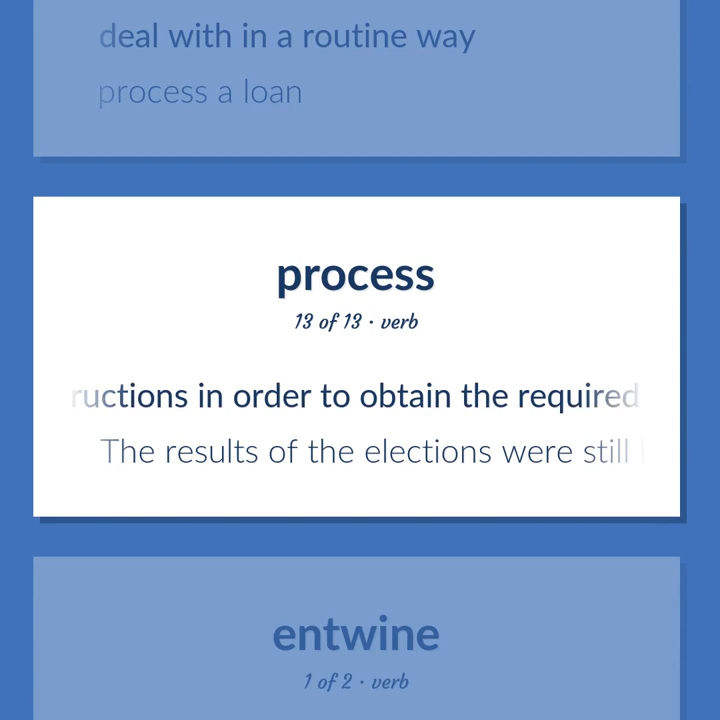 deal with in a routine way
process a loan
process
13 of 13 · verb
ructions in order to obtain the required
The results of the elections were still
entwine
1 of 2 · verb